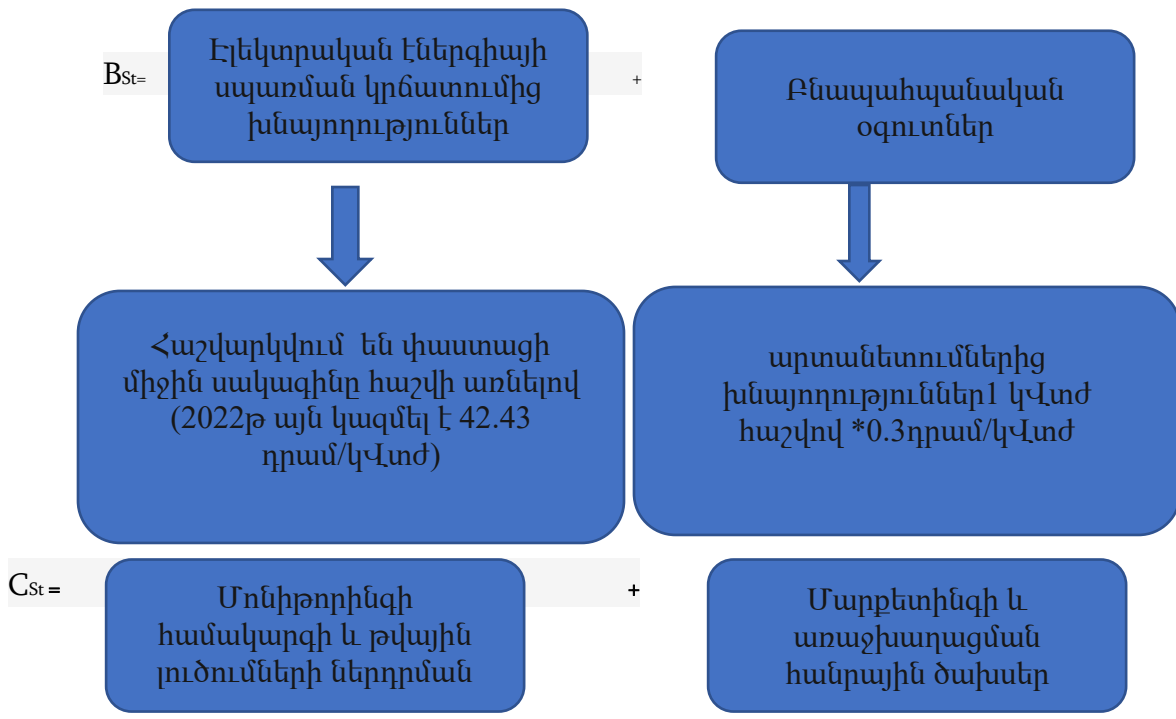 BSt=
Էլեկտրական էներգիայի
սպառման կրճատումից
խնայողություններ
+
Բնապահպանական
օգուտներ
Հաշվարկվում են փաստացի
միջին սակագինը հաշվի առնելով
(2022թ այն կազմել է 42.43
դրամ/կՎտժ)
արտանետումներից
խնայողություններ1 կՎտժ
հաշվով *0.3դրամ/կՎտժ
CSt =
Մոնիթորինգի
համակարգի և թվային
լուծումների ներդրման
+
Մարքետինգի և
առաջխաղացման
հանրային ծախսեր